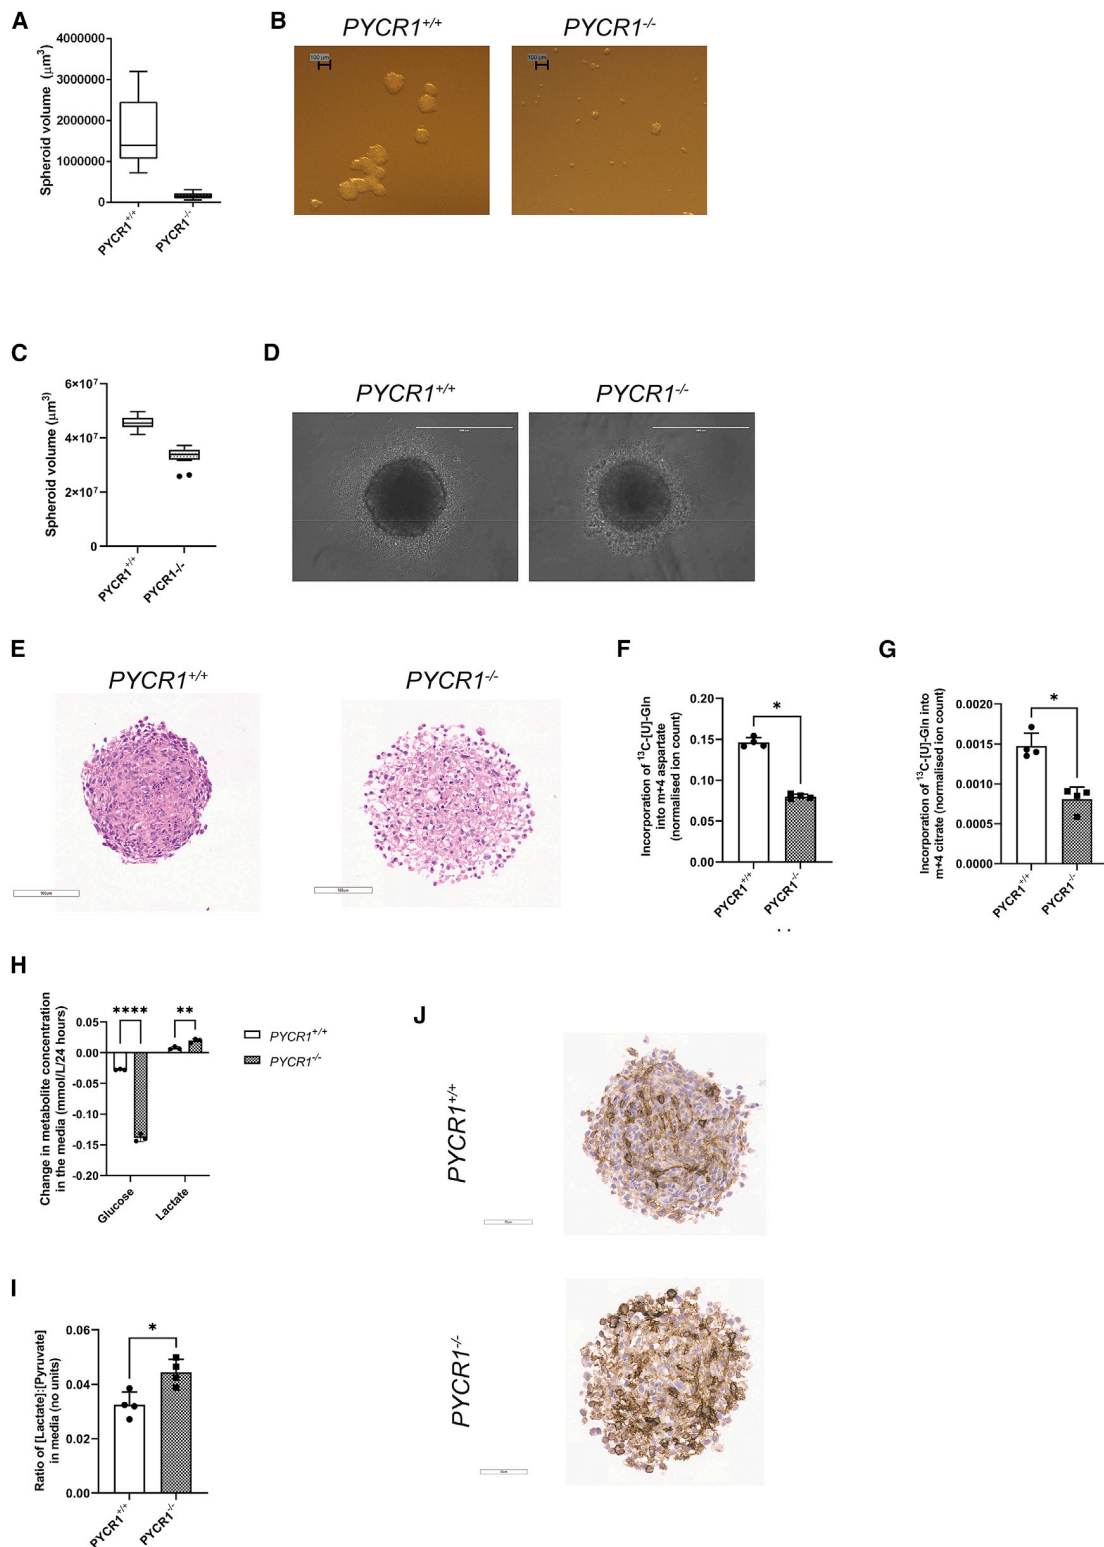 A
Spheroid volume (μm³)
4000000
3000000
2000000
1000000
0
PYCR1+/+
PYCR1-/-
B
PYCR1+/+
PYCR1-/-
100 μm
100 μm
C
Spheroid volume (μm³)
6×10⁷
4×10⁷
2×10⁷
0
PYCR1+/+
PYCR1-/-
D
PYCR1+/+
PYCR1-/-
E
PYCR1+/+
PYCR1-/-
100μm
100μm
F
Incorporation of ¹³C-[U]-Gln
into m+4 aspartate
(normalised ion count)
0.20
0.15
0.10
0.05
0.00
*
PYCR1+/+
PYCR1-/-
G
Incorporation of ¹³C-[U]-Gln into
m+4 citrate (normalised ion count)
0.0020
0.0015
0.0010
0.0005
0.0000
*
PYCR1+/+
PYCR1-/-
H
Change in metabolite concentration
in the media (mmol/L/24 hours)
0.05
0.00
-0.05
-0.10
-0.15
-0.20
****
**
Glucose
Lactate
PYCR1+/+
PYCR1-/-
I
Ratio of [Lactate]:[Pyruvate]
in media (no units)
0.06
0.04
0.02
0.00
*
PYCR1+/+
PYCR1-/-
J
PYCR1+/+
PYCR1-/-